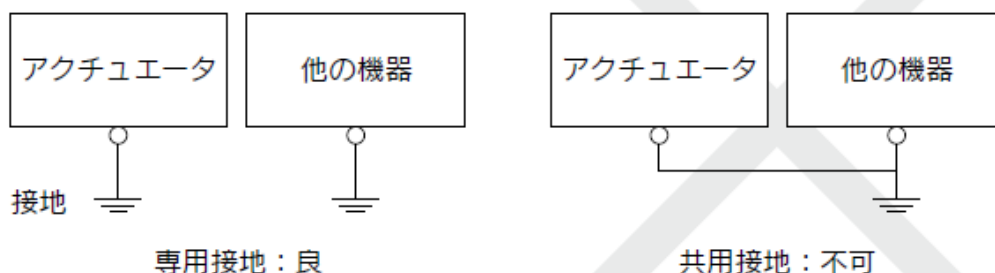 アクチュエータ 他の機器 アクチュエータ 他の機器
接地
専用接地：良 共用接地：不可